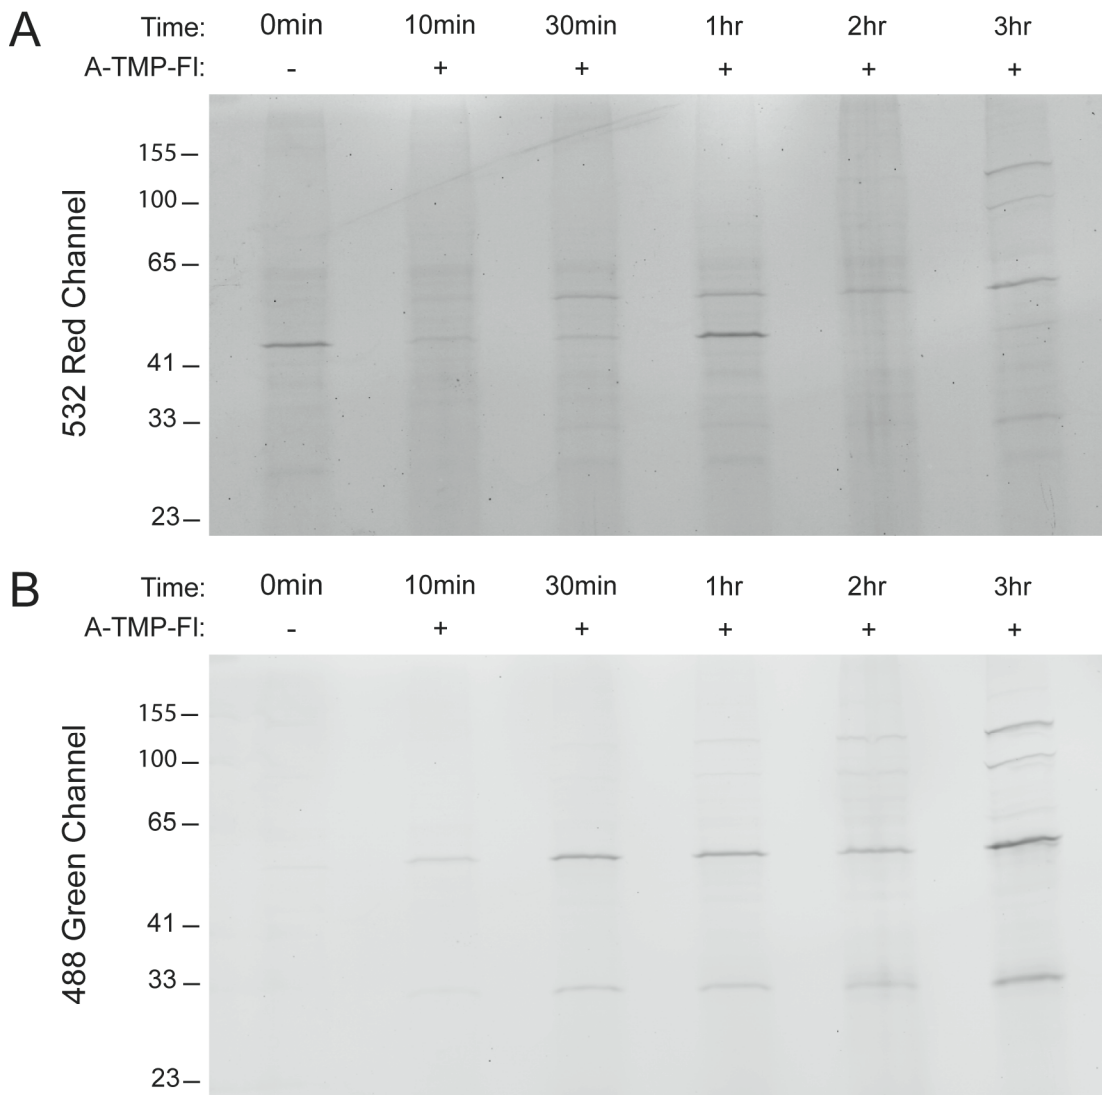 A
Time: 0min 10min 30min 1hr 2hr 3hr
A-TMP-Fl: - + + + + +
532 Red Channel
155
100
65
41
33
23
B
Time: 0min 10min 30min 1hr 2hr 3hr
A-TMP-Fl: - + + + + +
488 Green Channel
155
100
65
41
33
23